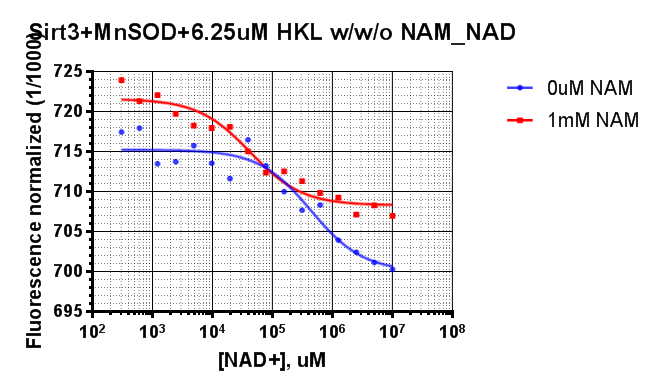 Sirt3+MnSOD+6.25uM HKL w/w/o NAM_NAD
Fluorescence normalized (1/1000)
725
720
715
710
705
700
695
10² 10³ 10⁴ 10⁵ 10⁶ 10⁷ 10⁸
[NAD+], uM
0uM NAM
1mM NAM